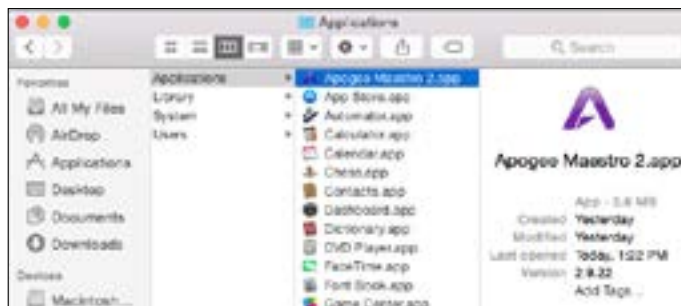 Applications
Search
Favorites
All My Files
AirDrop
Applications
Desktop
Documents
Downloads
Devices
Macintosh...
Applications
Library
System
Users
Apogee Maestro 2.app
App Store.app
Automator.app
Calculator.app
Calendar.app
Chess.app
Contacts.app
Dashboard.app
Dictionary.app
DVD Player.app
FaceTime.app
Font Book.app
Game Center.app
Apogee Maestro 2.app
App - 5.8 MB
Created Yesterday
Modified Yesterday
Last opened Today, 1:22 PM
Version 2.9.22
Add Tags...